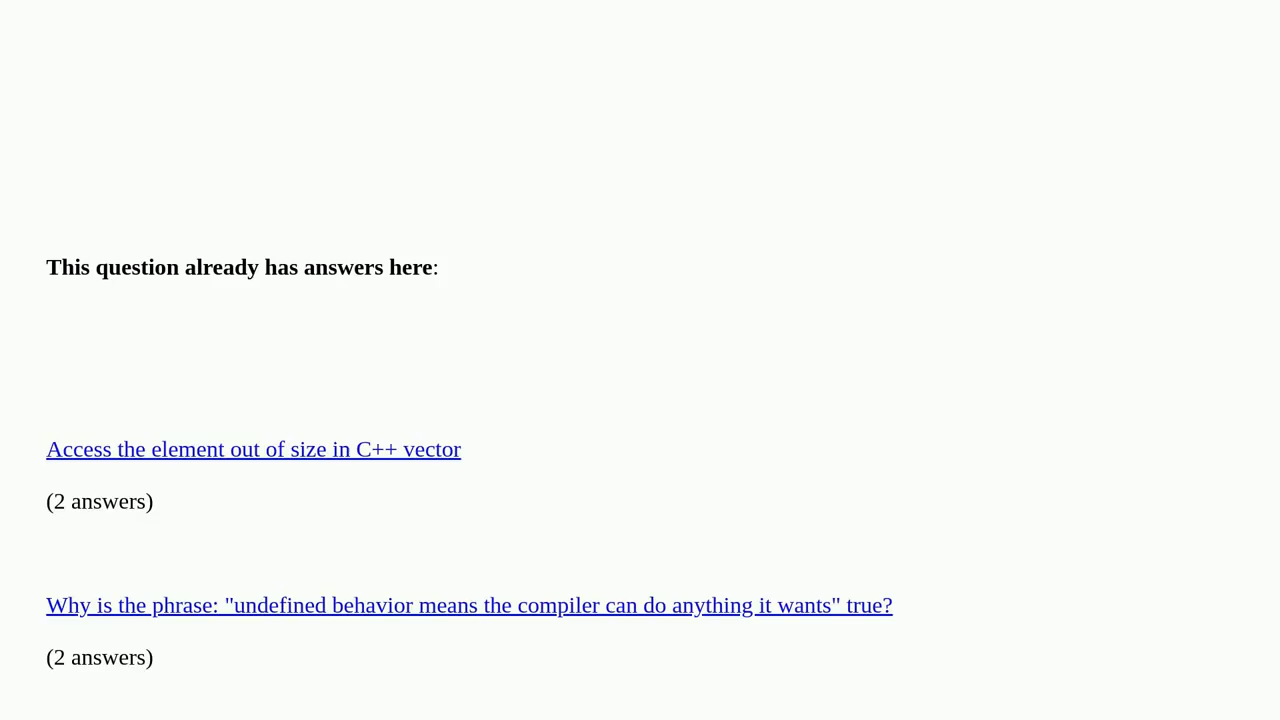 This question already has answers here:
Access the element out of size in C++ vector
(2 answers)
Why is the phrase: "undefined behavior means the compiler can do anything it wants" true?
(2 answers)